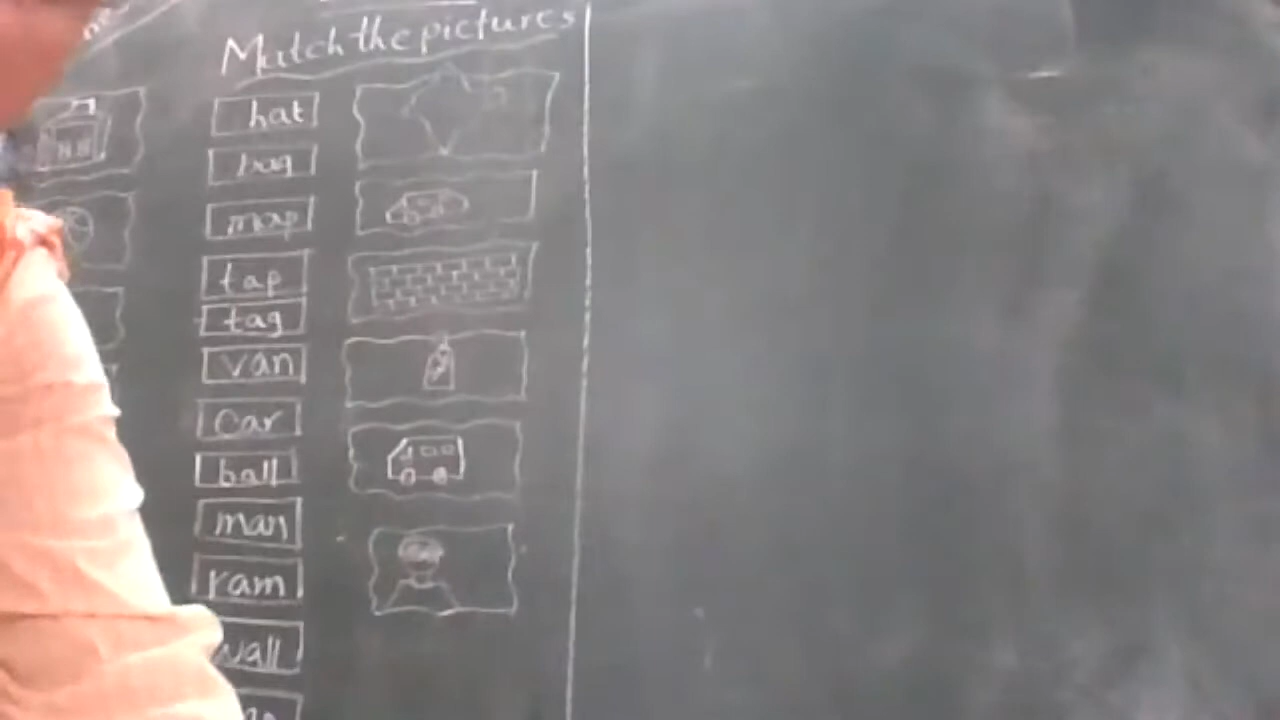 Match the pictures
hat
bag
map
tap
tag
van
car
ball
man
ram
wall